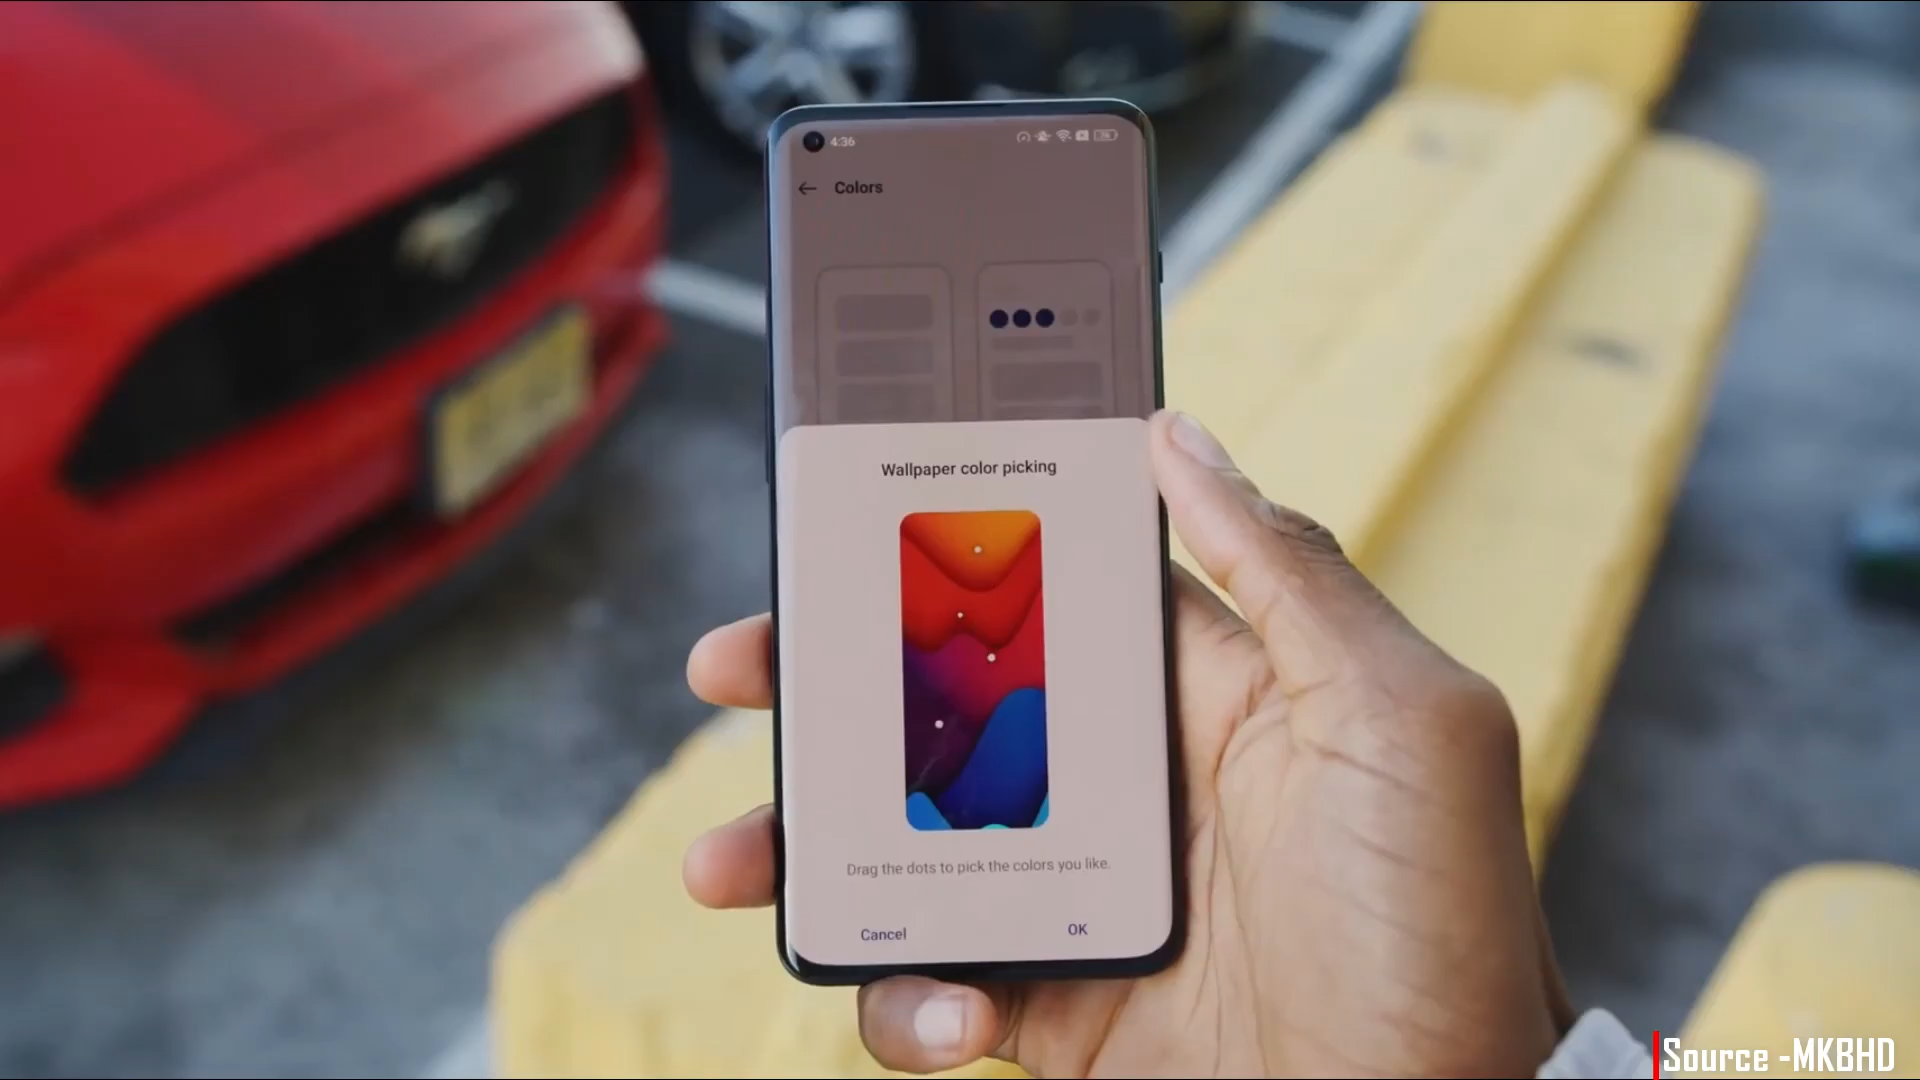 4:36
Colors
Wallpaper color picking
Drag the dots to pick the colors you like.
Cancel
OK
Source -MKBHD